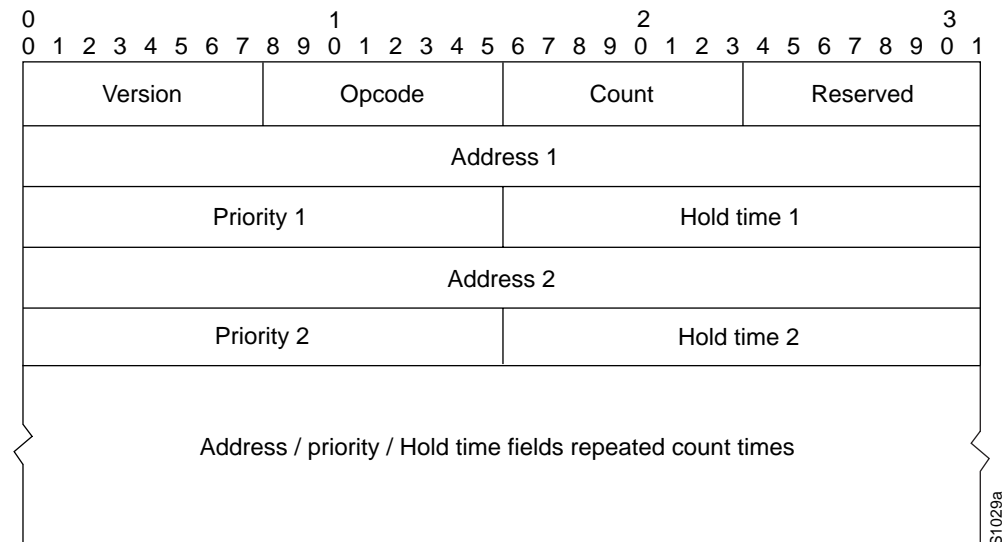 0 1 2 3
0 1 2 3 4 5 6 7 8 9 0 1 2 3 4 5 6 7 8 9 0 1 2 3 4 5 6 7 8 9 0 1
Version Opcode Count Reserved
Address 1
Priority 1 Hold time 1
Address 2
Priority 2 Hold time 2
Address / priority / Hold time fields repeated count times
S1029a